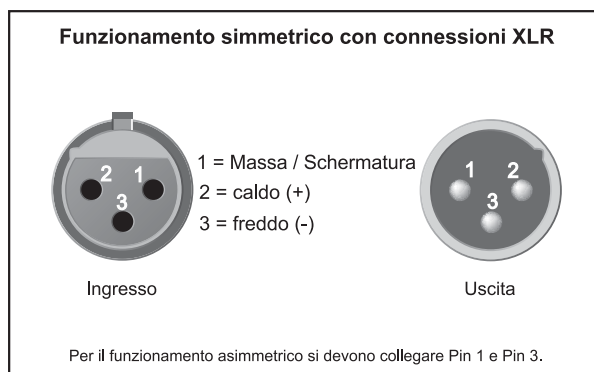 Funzionamento simmetrico con connessioni XLR
2 1
3
1 = Massa / Schermatura
2 = caldo (+)
3 = freddo (-)
1 2
3
Ingresso
Uscita
Per il funzionamento asimmetrico si devono collegare Pin 1 e Pin 3.